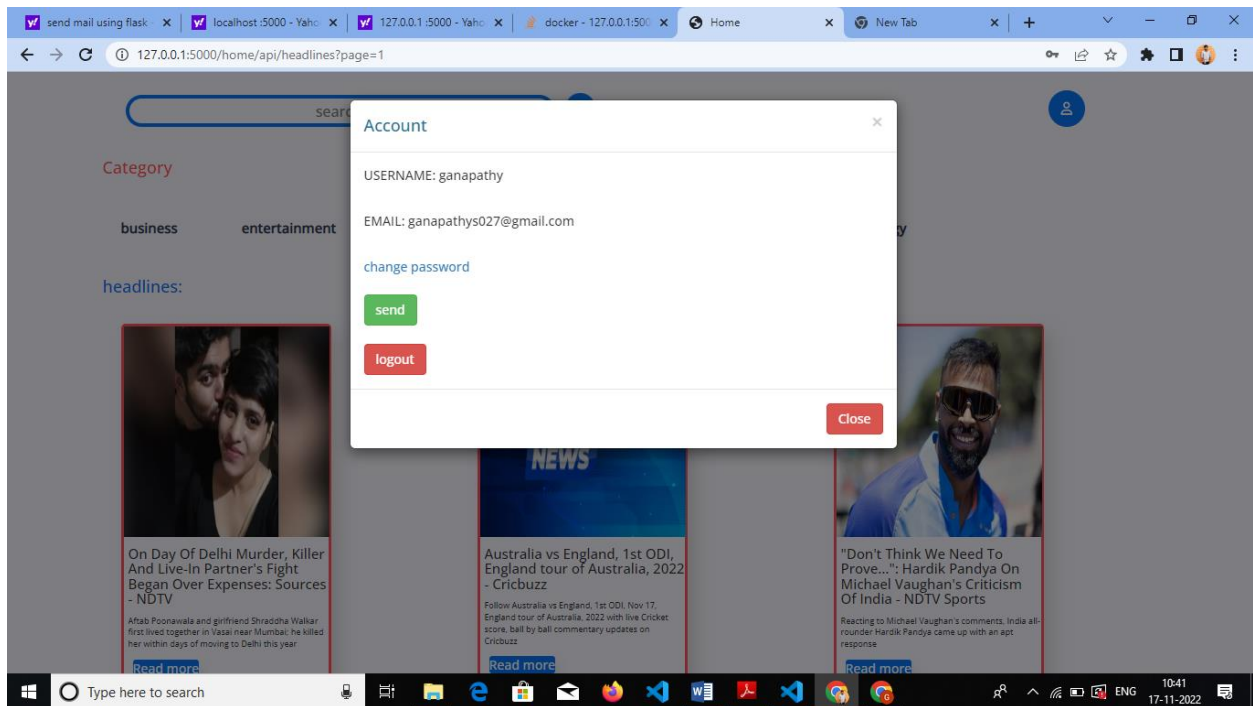 send mail using flask -
localhost :5000 - Yaho
127.0.0.1 :5000 - Yaho
docker - 127.0.0.1:500
Home
New Tab
127.0.0.1:5000/home/api/headlines?page=1
searc
Account
×
Category
USERNAME: ganapathy
business
entertainment
EMAIL: ganapathys027@gmail.com
gy
change password
headlines:
send
logout
Close
NEWS
On Day Of Delhi Murder, Killer
And Live-In Partner's Fight
Began Over Expenses: Sources
- NDTV
Aftab Poonawala and girlfriend Shraddha Walkar
first lived together in Vasai near Mumbai; he killed
her within days of moving to Delhi this year
Read more
Australia vs England, 1st ODI,
England tour of Australia, 2022
- Cricbuzz
Follow Australia vs England, 1st ODI, Nov 17,
England tour of Australia, 2022 with live Cricket
score, ball by ball commentary updates on
Cricbuzz
Read more
"Don't Think We Need To
Prove...": Hardik Pandya On
Michael Vaughan's Criticism
Of India - NDTV Sports
Reacting to Michael Vaughan's comments, India all-
rounder Hardik Pandya came up with an apt
response
Read more
Type here to search
ENG
10:41
17-11-2022